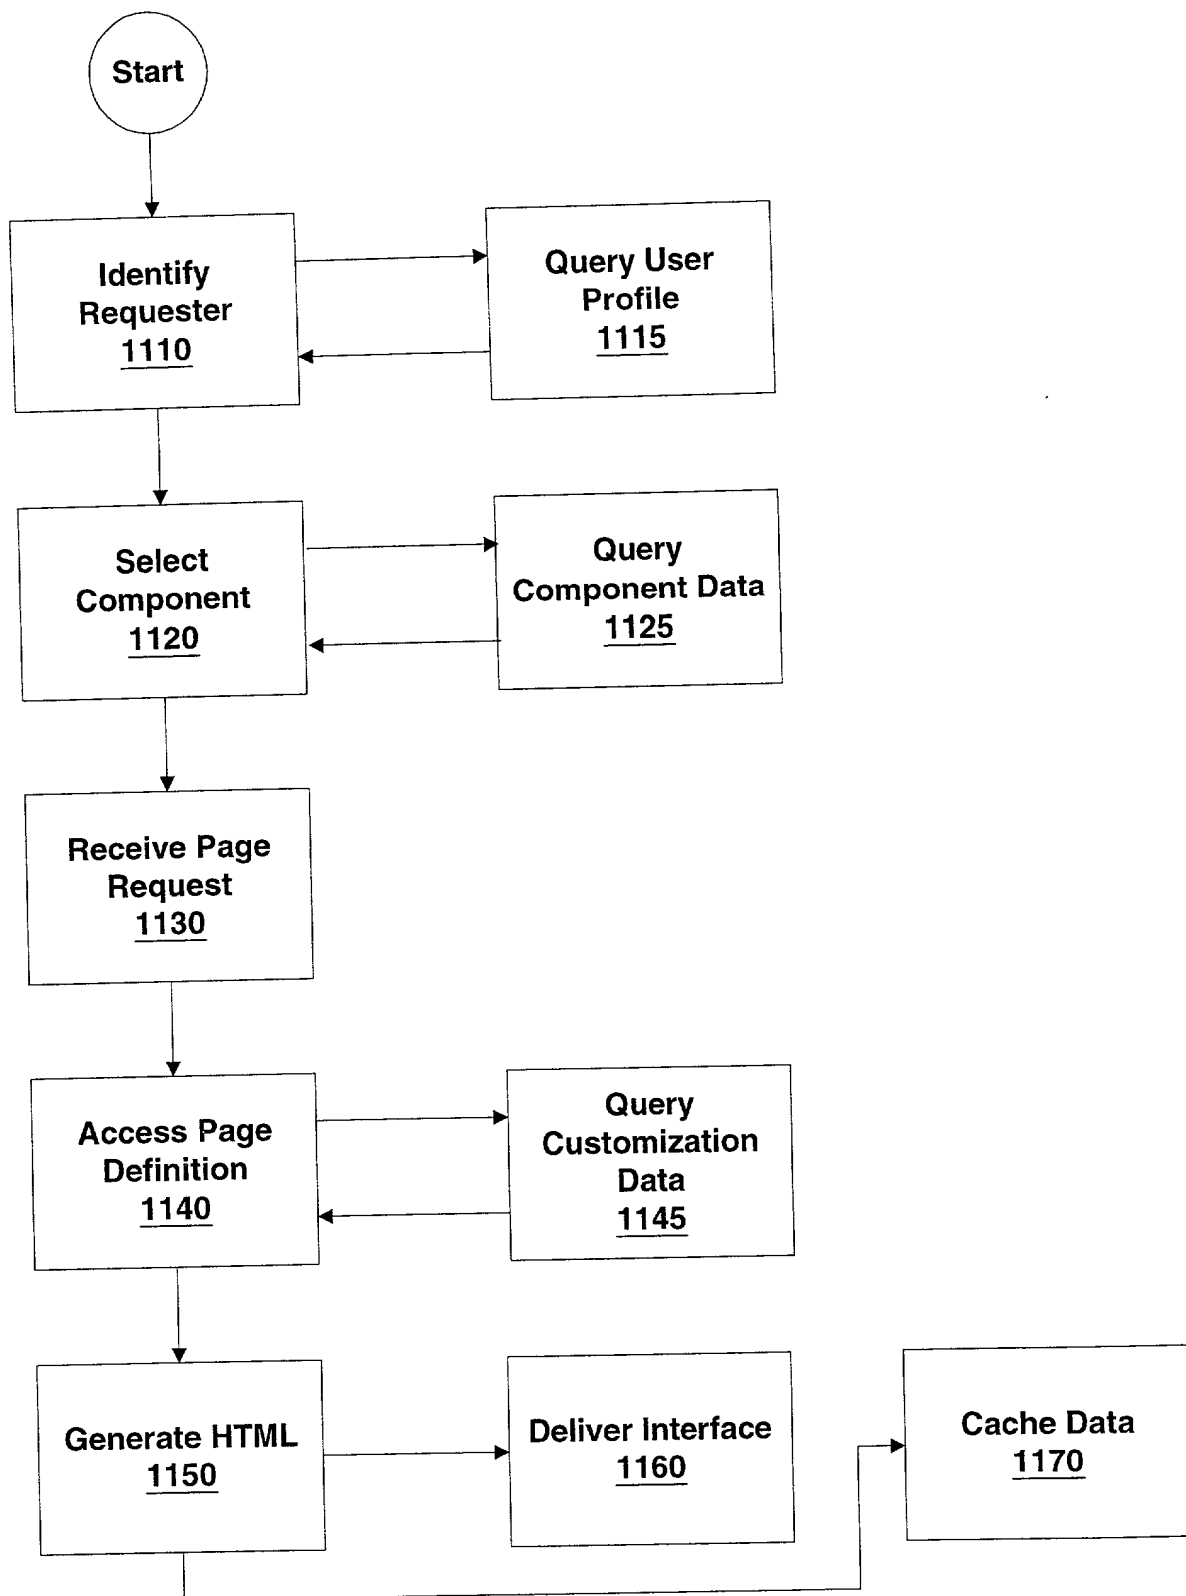 Start
Identify
Requester
1110
Query User
Profile
1115
Select
Component
1120
Query
Component Data
1125
Receive Page
Request
1130
Access Page
Definition
1140
Query
Customization
Data
1145
Generate HTML
1150
Deliver Interface
1160
Cache Data
1170